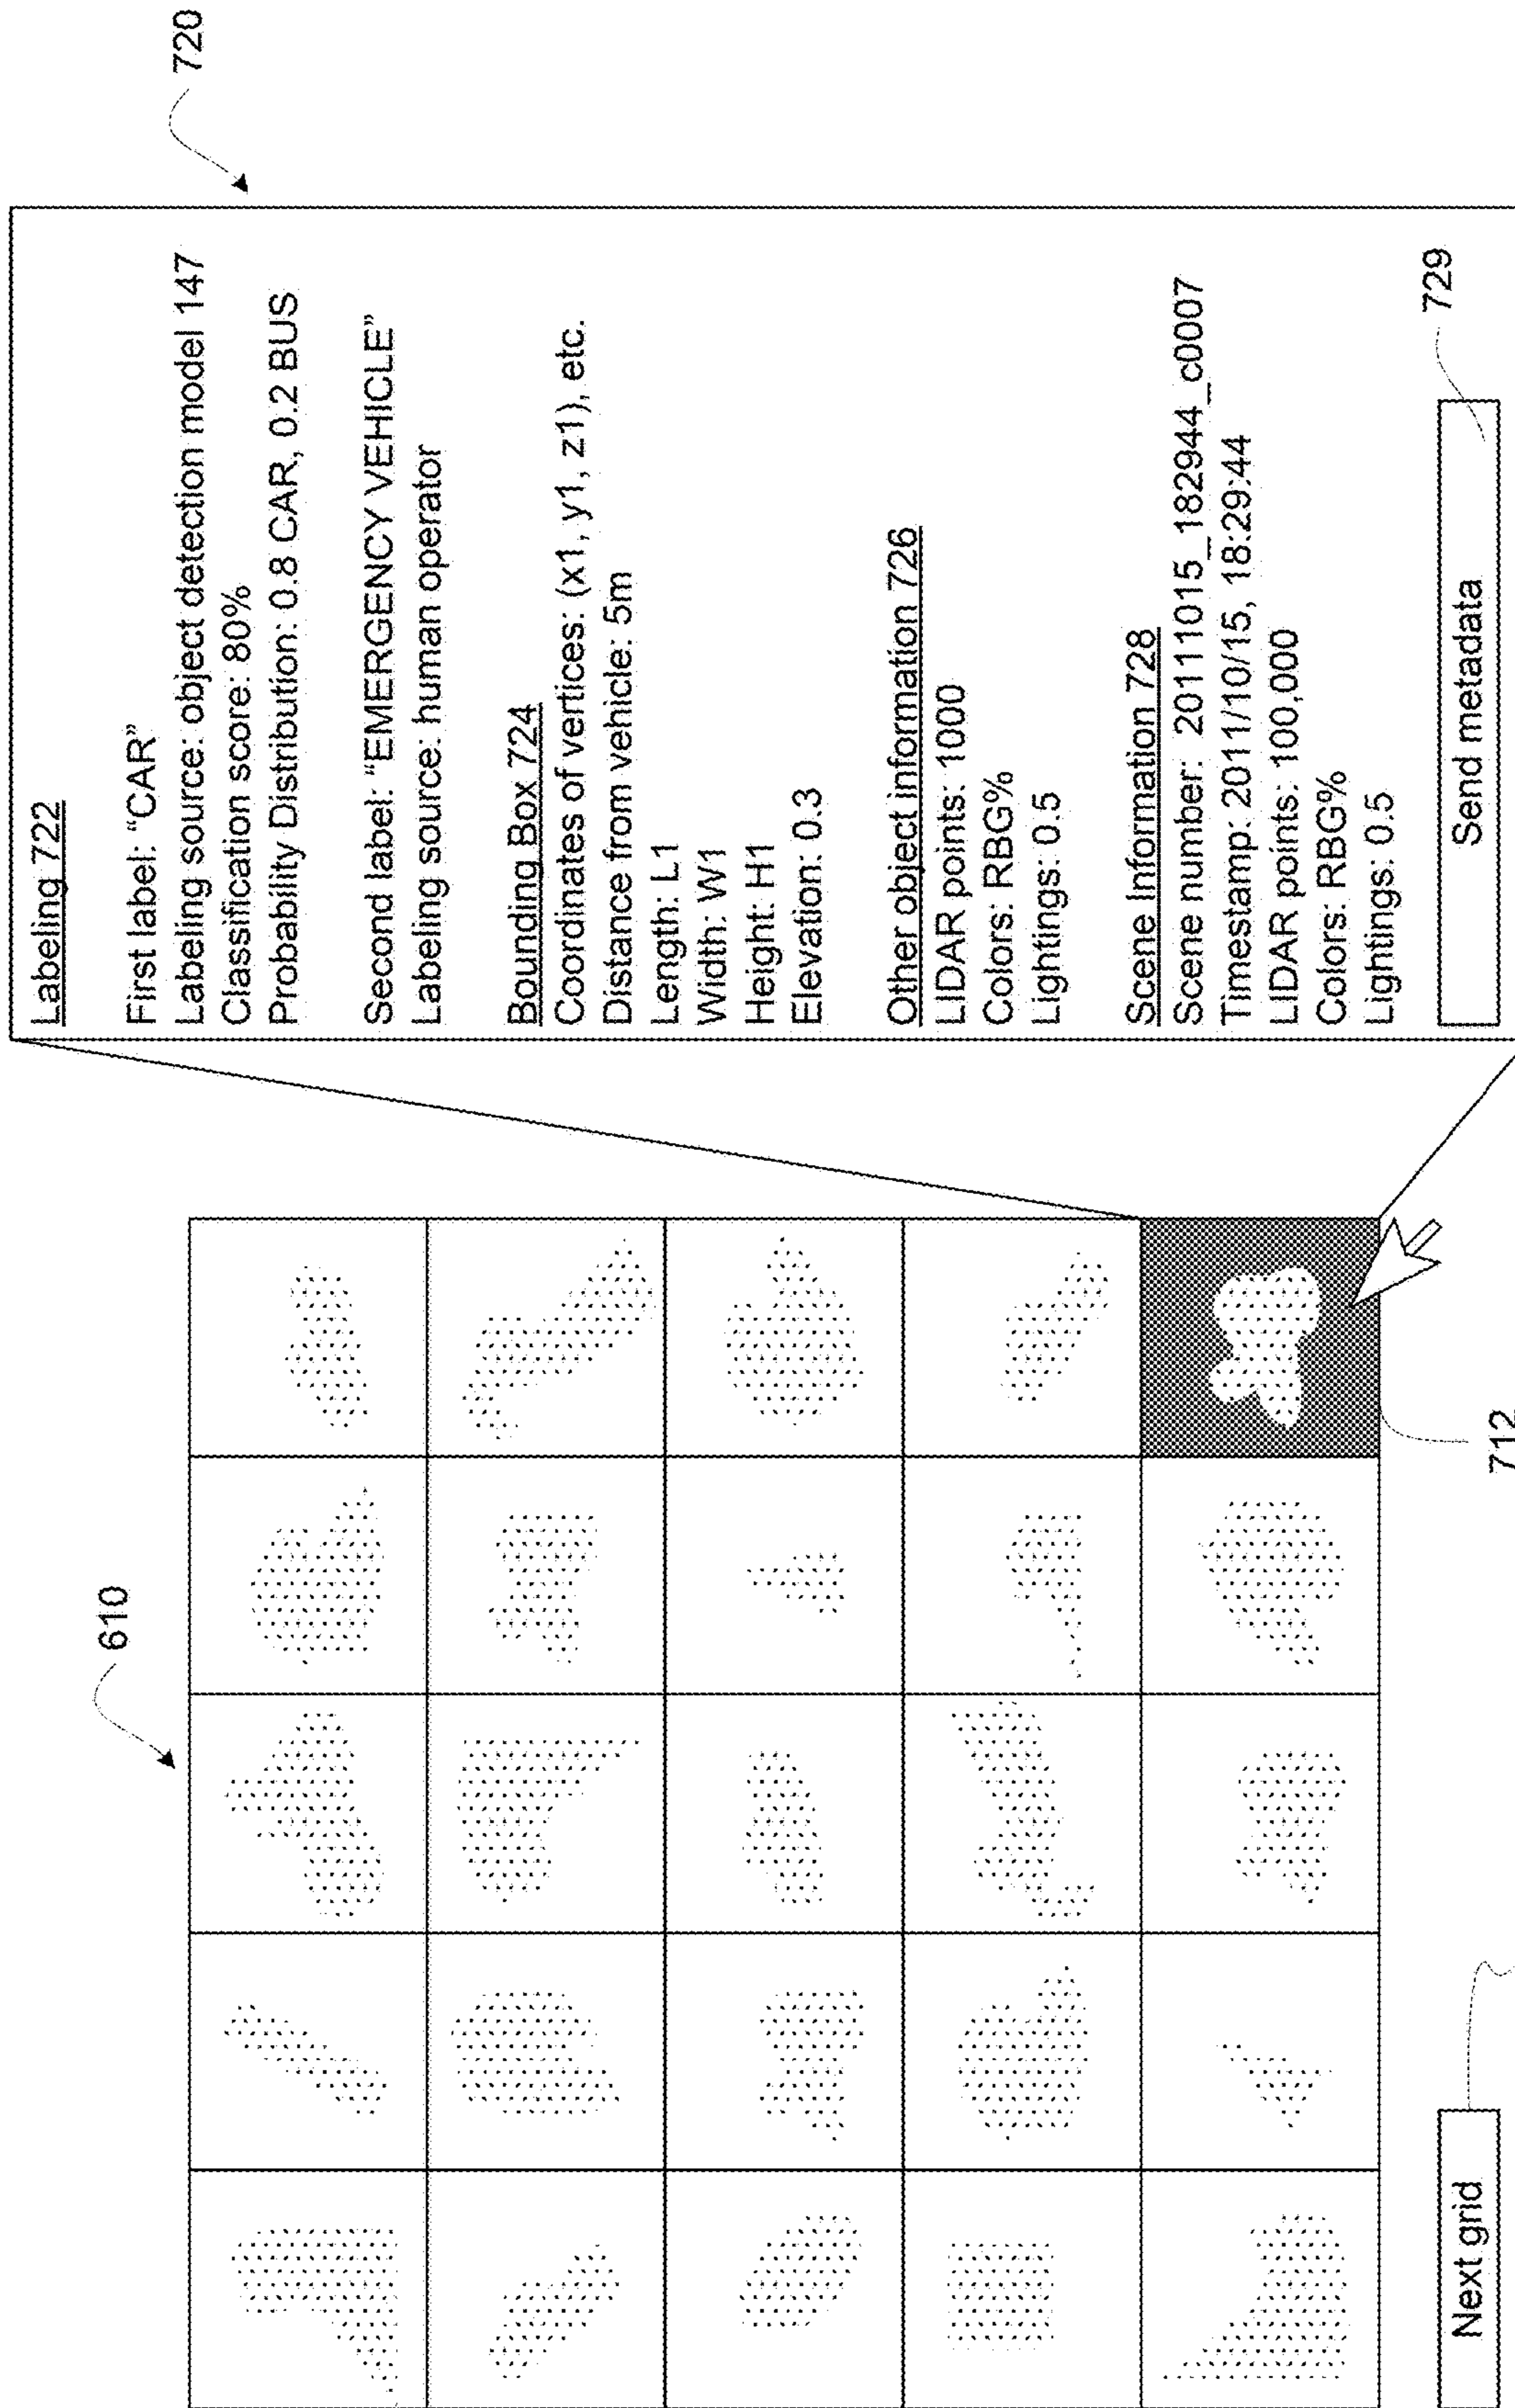 610
720
Labeling 722
First label: “CAR”
Labeling source: object detection model 147
Classification score: 80%
Probability Distribution: 0.8 CAR, 0.2 BUS
Second label: “EMERGENCY VEHICLE”
Labeling source: human operator
Bounding Box 724
Coordinates of vertices: (x1, y1, z1), etc.
Distance from vehicle: 5m
Length: L1
Width: W1
Height: H1
Elevation: 0.3
Other object information 726
LIDAR points: 1000
Colors: RBG%
Lightings: 0.5
Scene Information 728
Scene number: 20111015_182944_c0007
Timestamp: 2011/10/15, 18:29:44
LIDAR points: 100,000
Colors: RBG%
Lightings: 0.5
Send metadata
729
712
Next grid